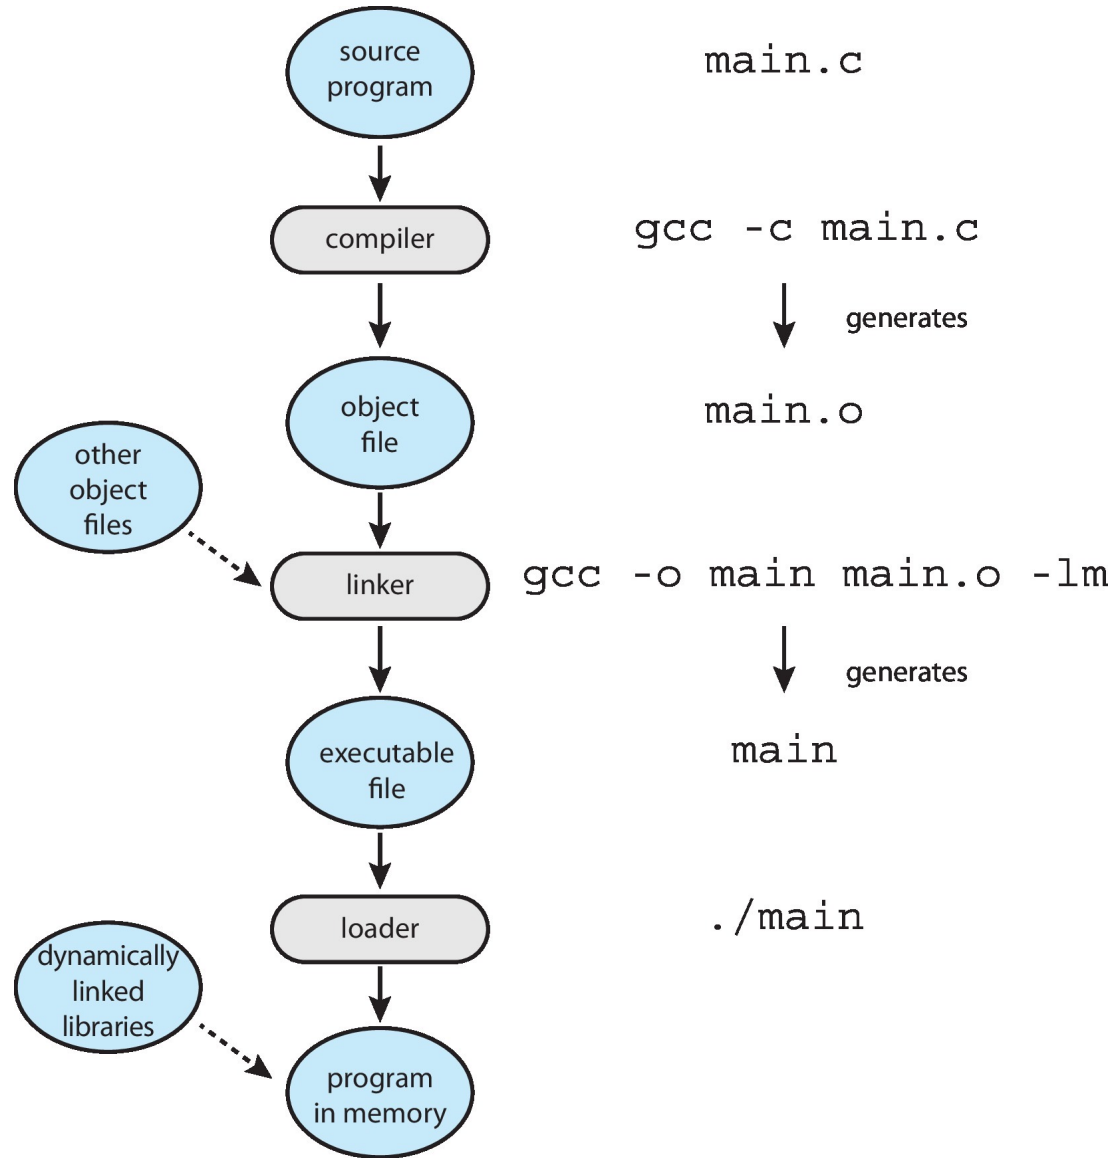 source
program
main.c
compiler
gcc -c main.c
generates
object
file
main.o
other
object
files
linker
gcc -o main main.o -lm
generates
executable
file
main
loader
./main
dynamically
linked
libraries
program
in memory